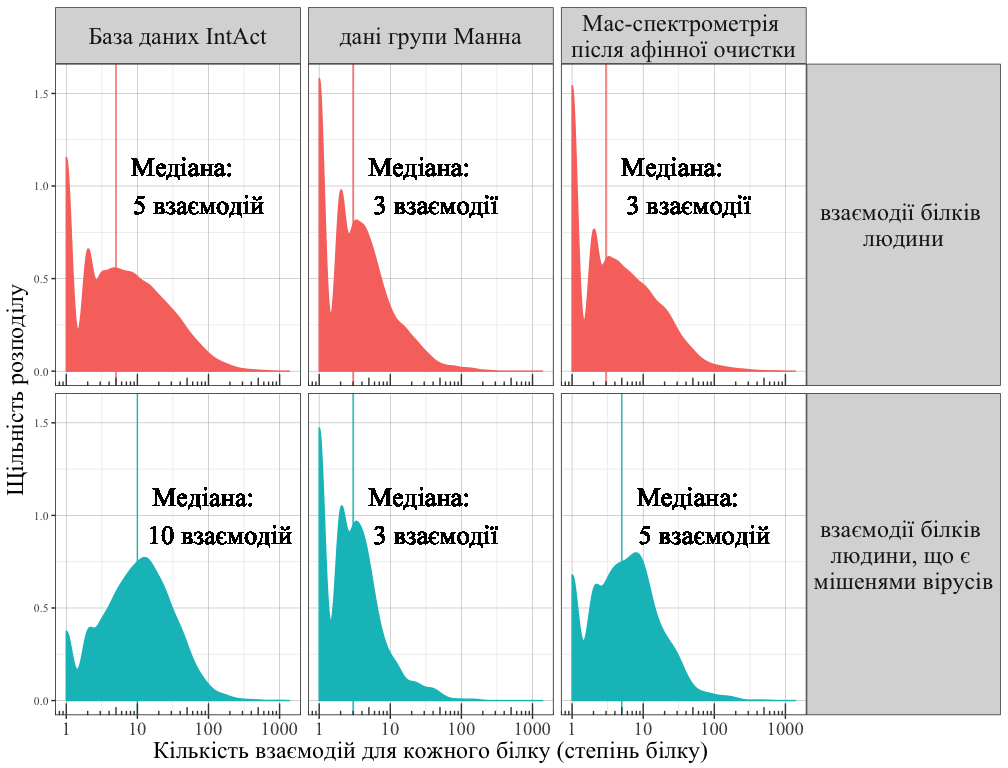 База даних IntAct
дані групи Манна
Мас-спектрометрія
після афінної очистки
1.5
1.0
0.5
0.0
Медіана:
5 взаємодій
Медіана:
3 взаємодії
Медіана:
3 взаємодії
взаємодії білків
людини
1.5
1.0
0.5
0.0
Медіана:
10 взаємодій
Медіана:
3 взаємодії
Медіана:
5 взаємодій
взаємодії білків
людини, що є
мішенями вірусів
Щільність розподілу
1 10 100 1000
1 10 100 1000
1 10 100 1000
Кількість взаємодій для кожного білку (степінь білку)